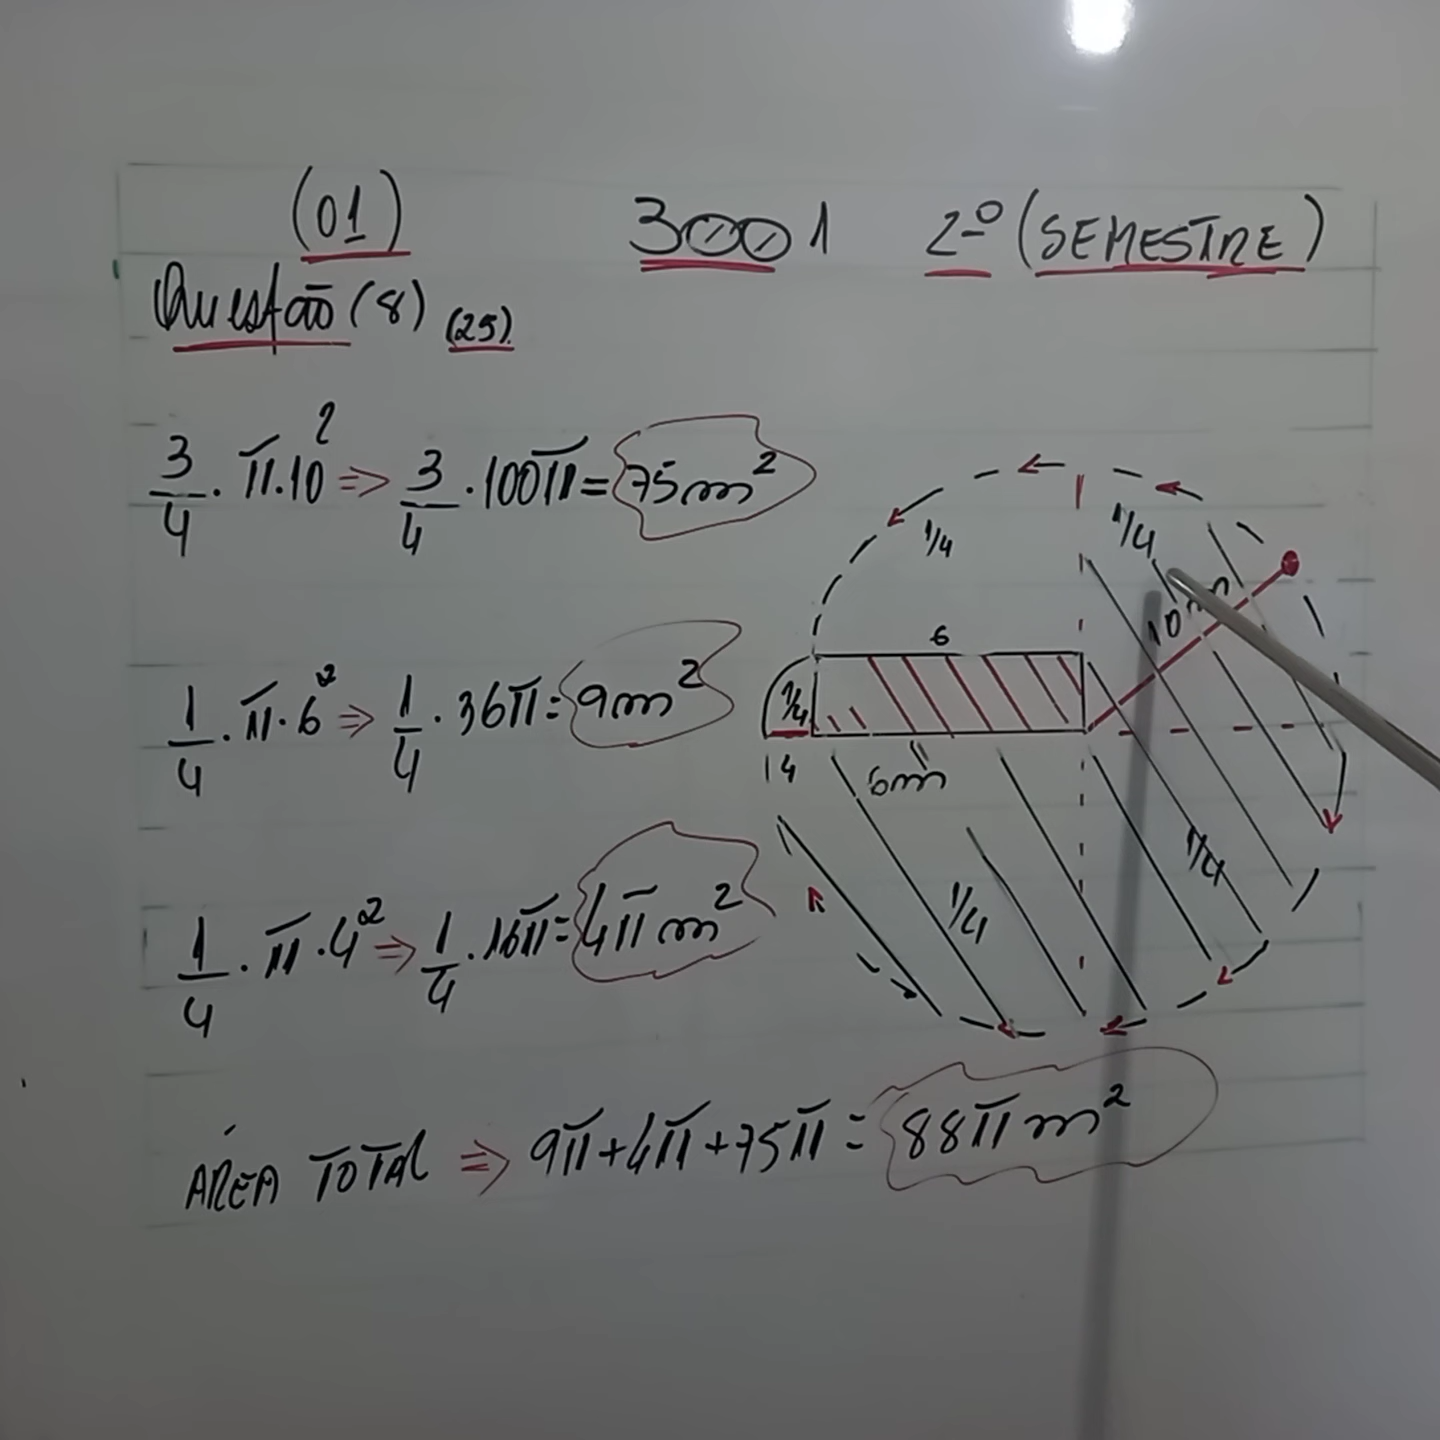 (01) 3001 2º (SEMESTRE)
Questão (8) (25).
3/4 . π.10² => 3/4 . 100π = 75m²
1/4 . π.6² => 1/4 . 36π = 9m²
1/4 . π.4² => 1/4 . 16π = 4π m²
ÁREA TOTAL => 9π+4π+75π = 88π m²
1/4 1/4
10m
6
1/4
14 6m
1/4 1/4